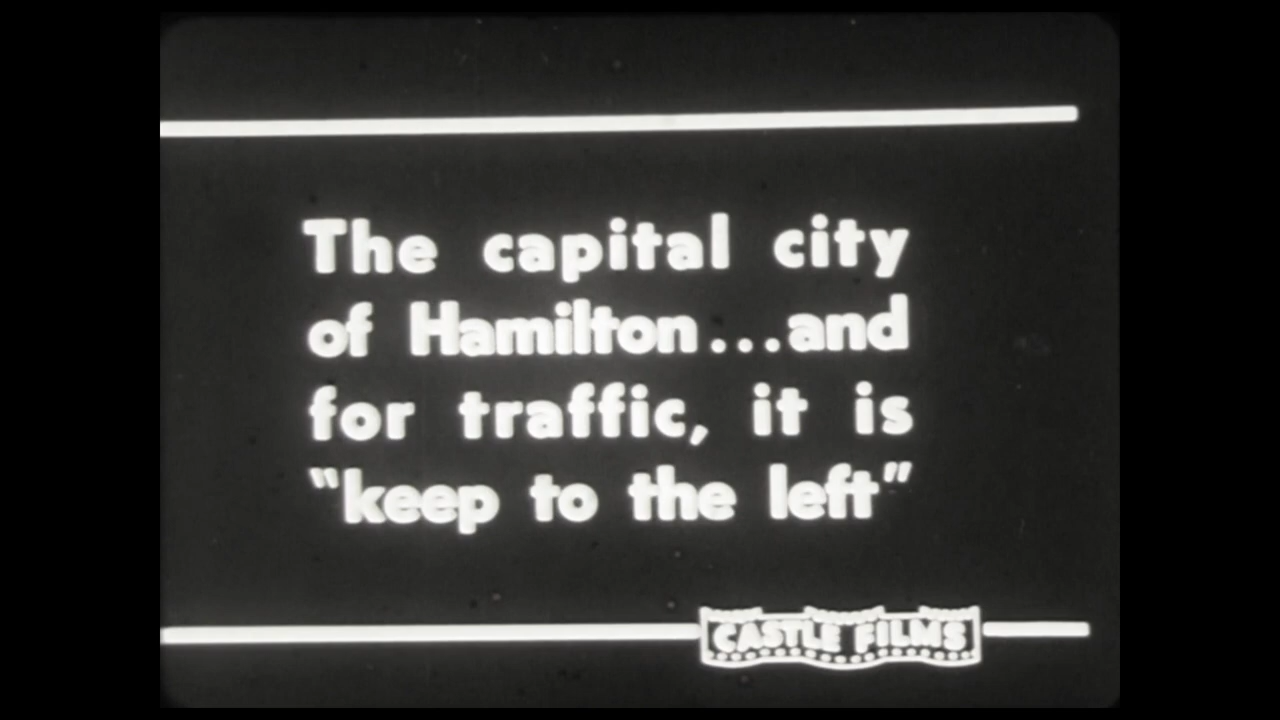 The capital city
of Hamilton...and
for traffic, it is
"keep to the left"
CASTLE FILMS